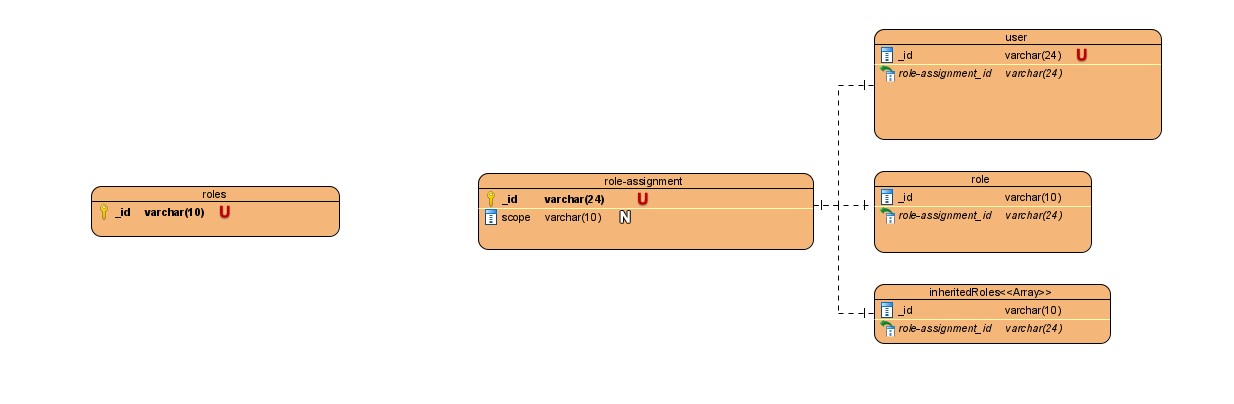 user
_id varchar(24) U
role-assignment_id varchar(24)
role-assignment
_id varchar(24) U
scope varchar(10) N
role
_id varchar(10)
role-assignment_id varchar(24)
roles
_id varchar(10) U
inheritedRoles<<Array>>
_id varchar(10)
role-assignment_id varchar(24)